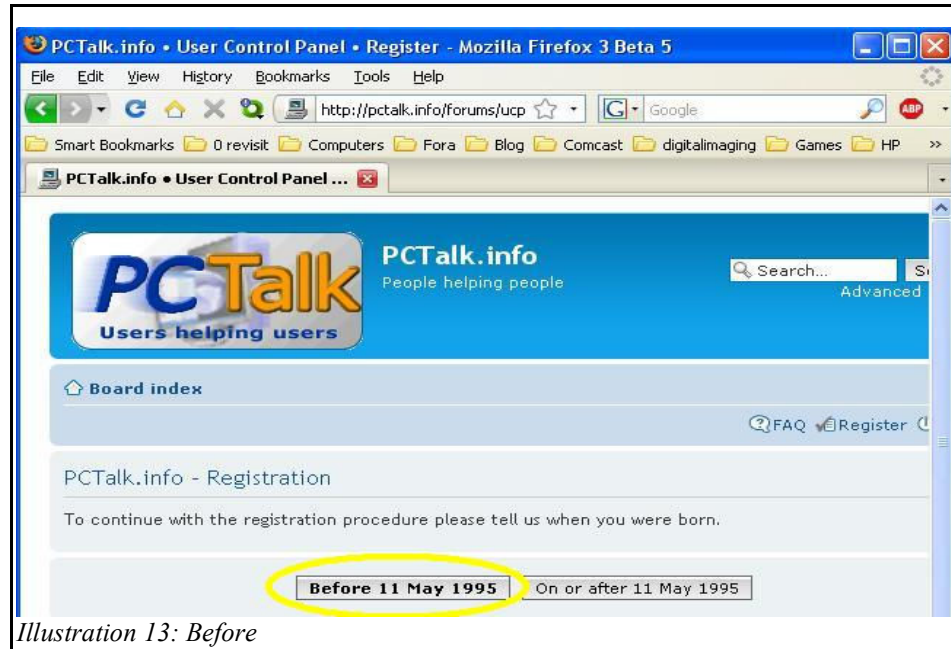 PCTalk.info • User Control Panel • Register - Mozilla Firefox 3 Beta 5
File Edit View History Bookmarks Tools Help
http://pctalk.info/forums/ucp G Google ABP
Smart Bookmarks 0 revisit Computers Fora Blog Comcast digitalimaging Games HP »
PCTalk.info • User Control Panel ...
PCTalk
Users helping users
PCTalk.info
People helping people
Search... S
Advanced
Board index
FAQ Register
PCTalk.info - Registration
To continue with the registration procedure please tell us when you were born.
Before 11 May 1995 On or after 11 May 1995
Illustration 13: Before